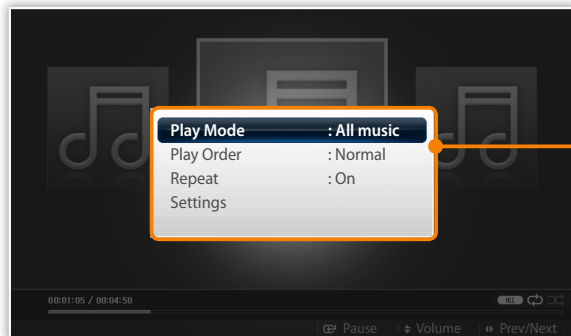 Play Mode : All music
Play Order : Normal
Repeat : On
Settings
00:01:05 / 00:04:50 ALL
Pause Volume Prev/Next